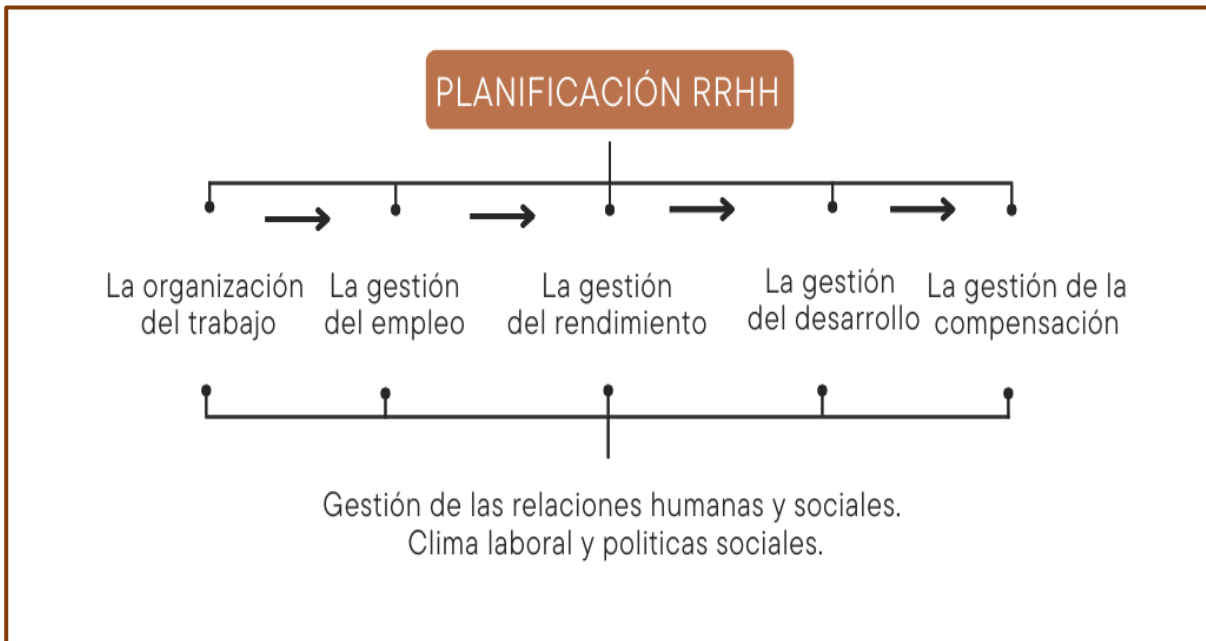 PLANIFICACIÓN RRHH
La organización
del trabajo
La gestión
del empleo
La gestión
del rendimiento
La gestión
del desarrollo
La gestión de la
compensación
Gestión de las relaciones humanas y sociales.
Clima laboral y politicas sociales.